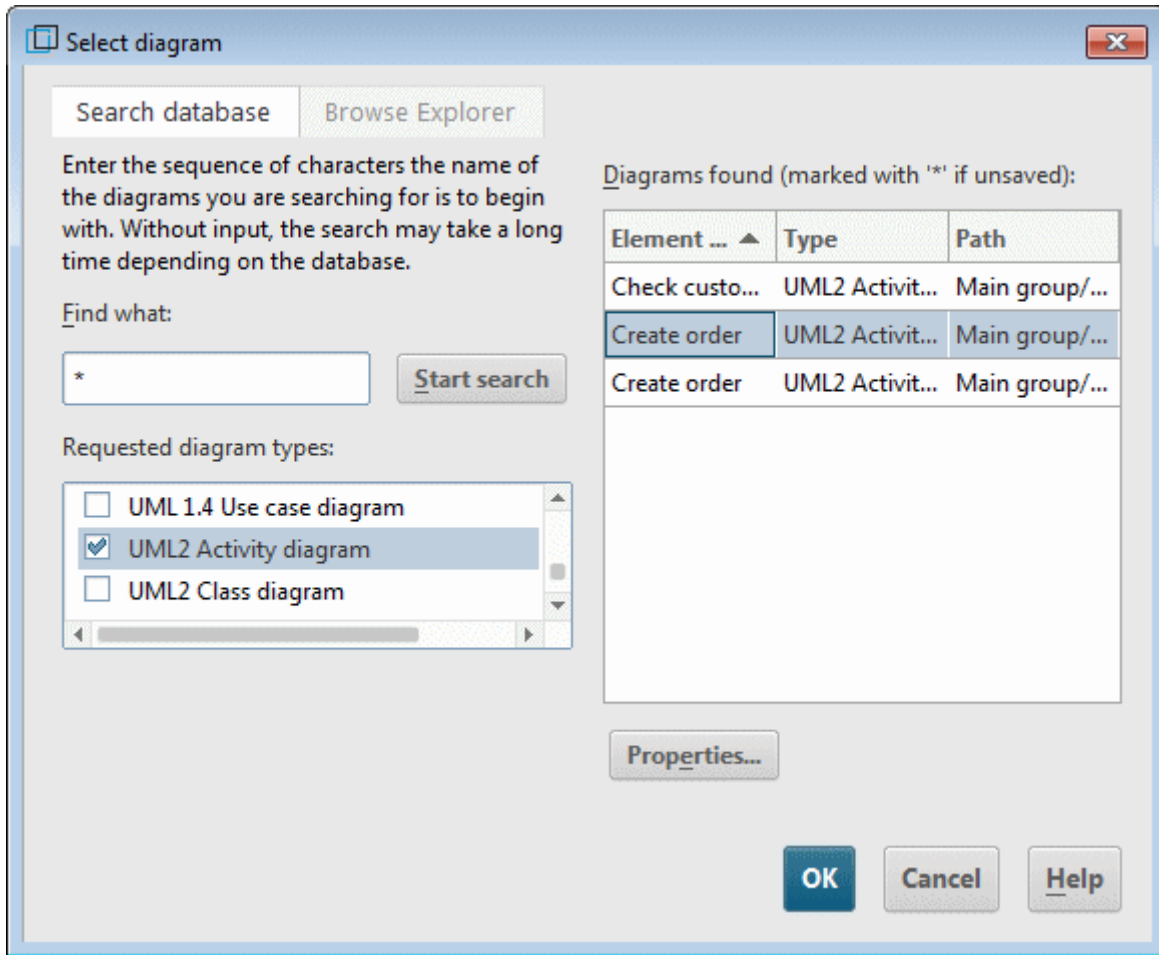 Select diagram
Search database Browse Explorer
Enter the sequence of characters the name of
the diagrams you are searching for is to begin
with. Without input, the search may take a long
time depending on the database.
Find what:
*
Start search
Requested diagram types:
UML 1.4 Use case diagram
UML2 Activity diagram
UML2 Class diagram
Diagrams found (marked with '*' if unsaved):
Element ... Type Path
Check custo... UML2 Activit... Main group/...
Create order UML2 Activit... Main group/...
Create order UML2 Activit... Main group/...
Properties...
OK Cancel Help